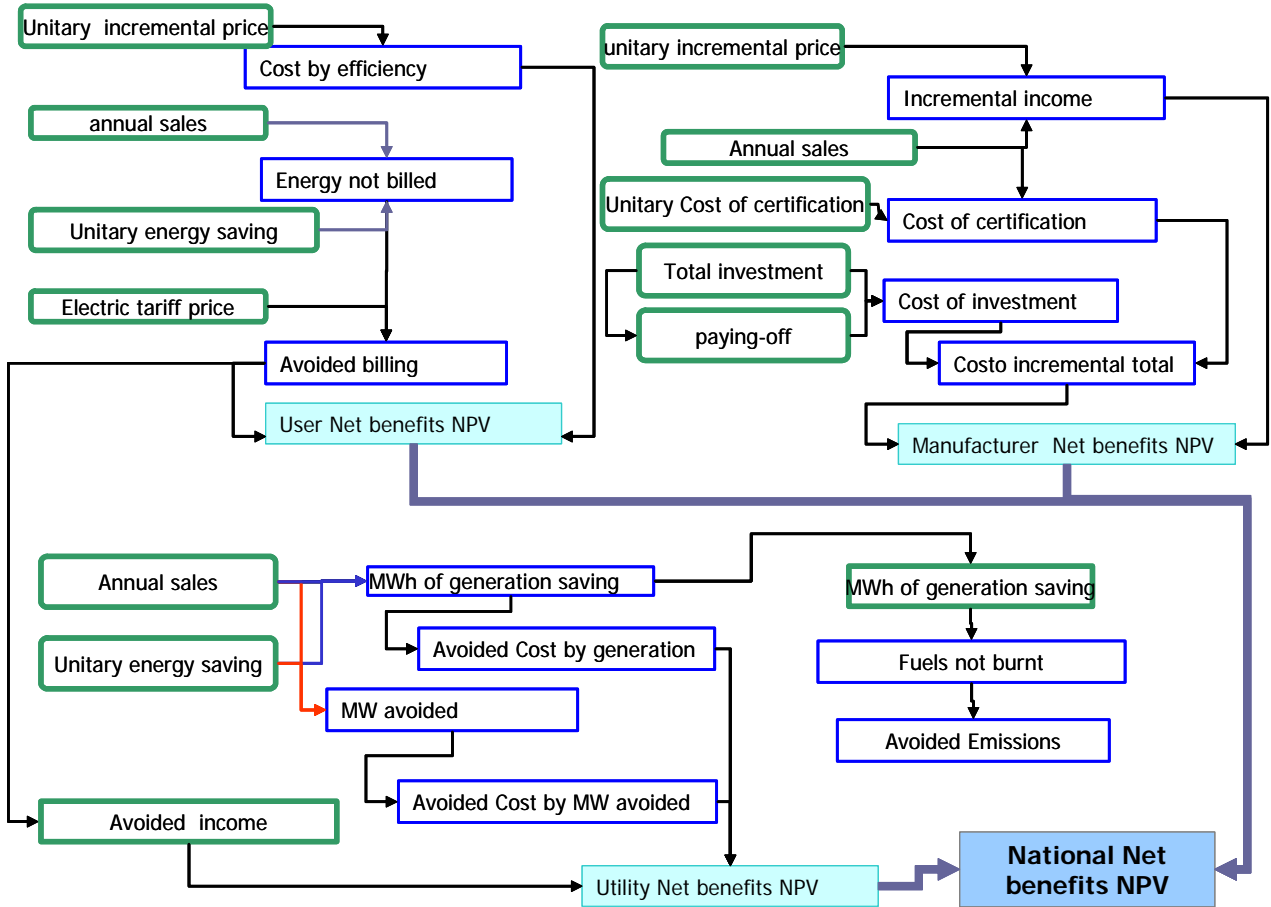 Unitary incremental price
Cost by efficiency
annual sales
Energy not billed
Unitary energy saving
Electric tariff price
Avoided billing
User Net benefits NPV
unitary incremental price
Incremental income
Annual sales
Unitary Cost of certification
Cost of certification
Total investment
Cost of investment
paying-off
Costo incremental total
Manufacturer Net benefits NPV
Annual sales
MWh of generation saving
MWh of generation saving
Unitary energy saving
Avoided Cost by generation
Fuels not burnt
MW avoided
Avoided Emissions
Avoided Cost by MW avoided
Avoided income
Utility Net benefits NPV
National Net
benefits NPV